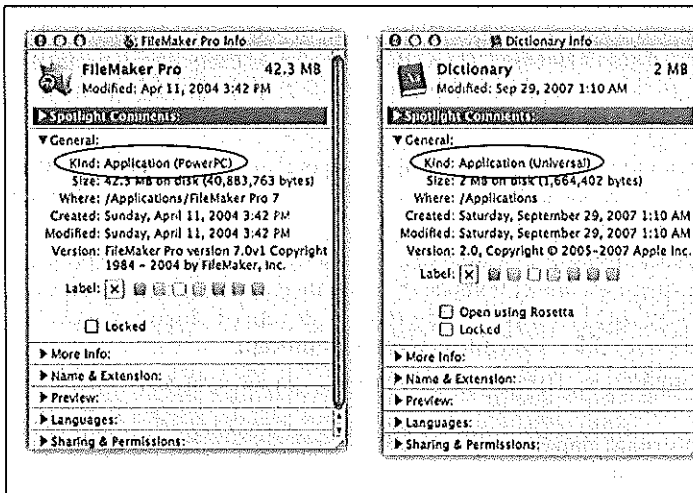 FileMaker Pro Info
FileMaker Pro 42.3 MB
Modified: Apr 11, 2004 3:42 PM
Spotlight Comments:
General:
Kind: Application (PowerPC)
Size: 42.3 MB on disk (40,883,763 bytes)
Where: /Applications/FileMaker Pro 7
Created: Sunday, April 11, 2004 3:42 PM
Modified: Sunday, April 11, 2004 3:42 PM
Version: FileMaker Pro version 7.0v1 Copyright
1984 – 2004 by FileMaker, Inc.
Label:
Locked
More Info:
Name & Extension:
Preview:
Languages:
Sharing & Permissions:
Dictionary Info
Dictionary 2 MB
Modified: Sep 29, 2007 1:10 AM
Spotlight Comments:
General:
Kind: Application (Universal)
Size: 2 MB on disk (1,664,402 bytes)
Where: /Applications
Created: Saturday, September 29, 2007 1:10 AM
Modified: Saturday, September 29, 2007 1:10 AM
Version: 2.0, Copyright © 2005-2007 Apple Inc.
Label:
Open using Rosetta
Locked
More Info:
Name & Extension:
Preview:
Languages:
Sharing & Permissions: